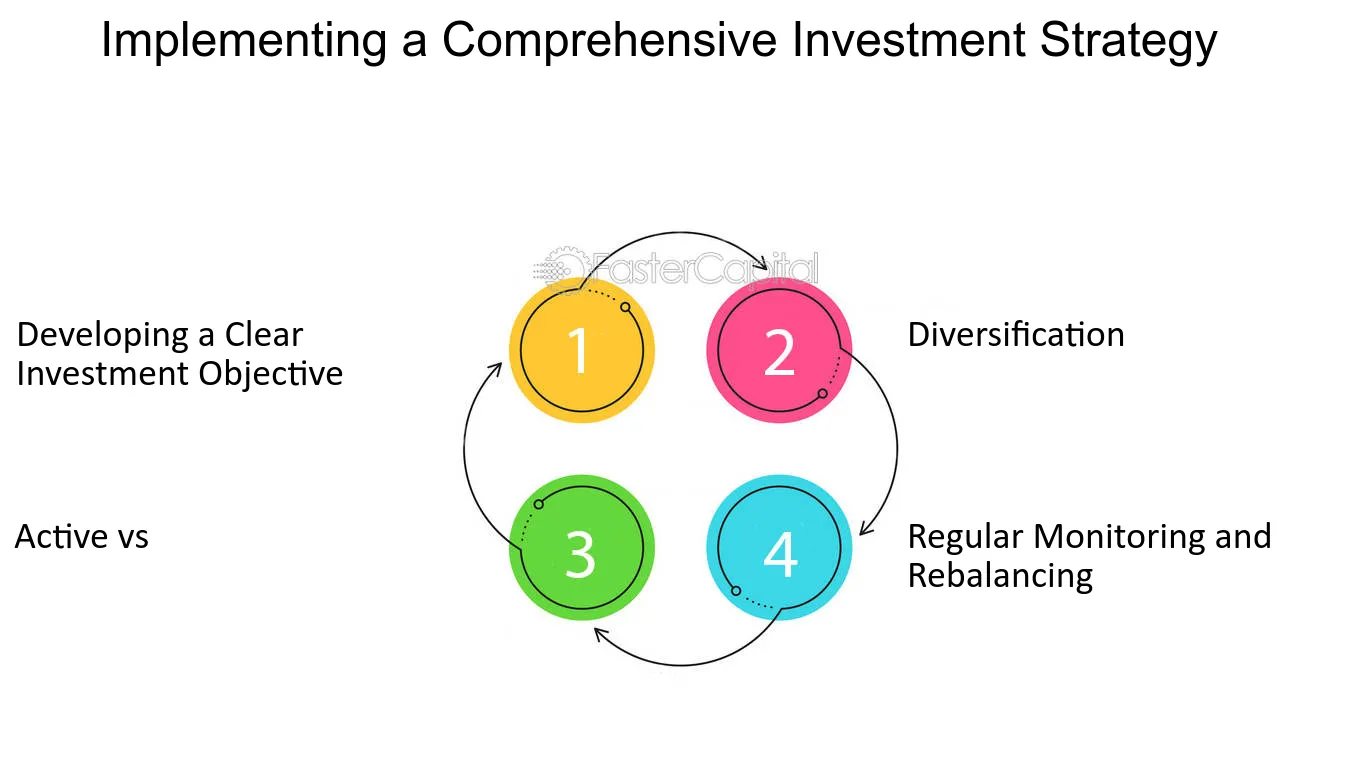 Implementing a Comprehensive Investment Strategy
FasterCapital
1
2
Developing a Clear
Investment Objective
Diversification
3
4
Active vs
Regular Monitoring and
Rebalancing